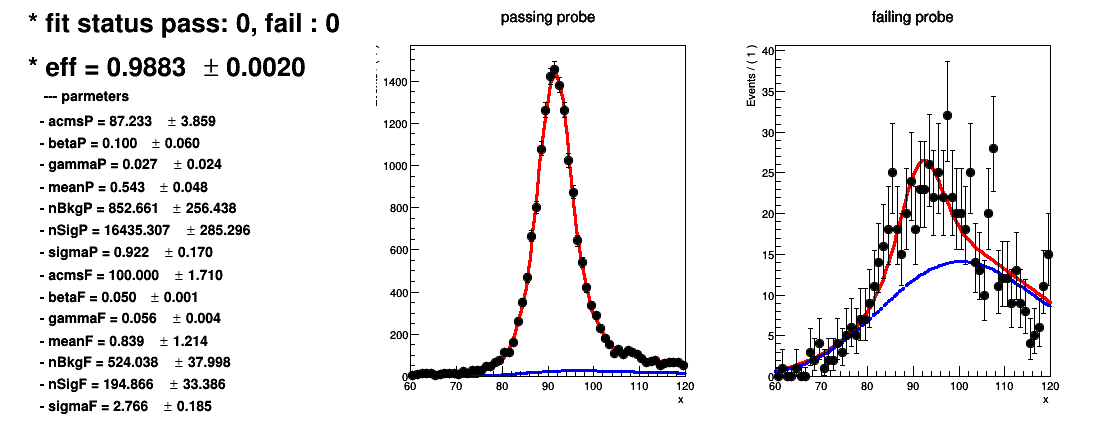 * fit status pass: 0, fail : 0
* eff = 0.9883 ± 0.0020
--- parmeters
- acmsP = 87.233 ± 3.859
- betaP = 0.100 ± 0.060
- gammaP = 0.027 ± 0.024
- meanP = 0.543 ± 0.048
- nBkgP = 852.661 ± 256.438
- nSigP = 16435.307 ± 285.296
- sigmaP = 0.922 ± 0.170
- acmsF = 100.000 ± 1.710
- betaF = 0.050 ± 0.001
- gammaF = 0.056 ± 0.004
- meanF = 0.839 ± 1.214
- nBkgF = 524.038 ± 37.998
- nSigF = 194.866 ± 33.386
- sigmaF = 2.766 ± 0.185
passing probe
1400
1200
1000
800
600
400
200
0
60 70 80 90 100 110 120
x
failing probe
Events / ( 1 )
40
35
30
25
20
15
10
5
0
60 70 80 90 100 110 120
x